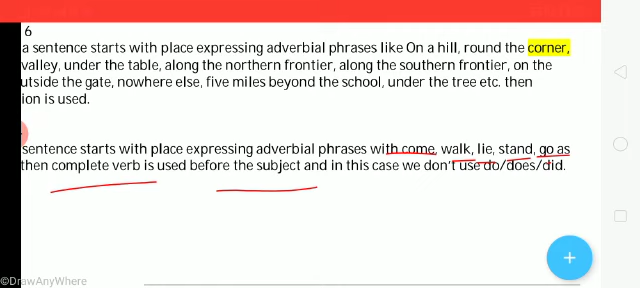 6
a sentence starts with place expressing adverbial phrases like On a hill, round the corner,
valley, under the table, along the northern frontier, along the southern frontier, on the
utside the gate, nowhere else, five miles beyond the school, under the tree etc. then
ion is used.
sentence starts with place expressing adverbial phrases with come, walk, lie, stand, go as
then complete verb is used before the subject and in this case we don't use do/does/did.
©DrawAnyWhere